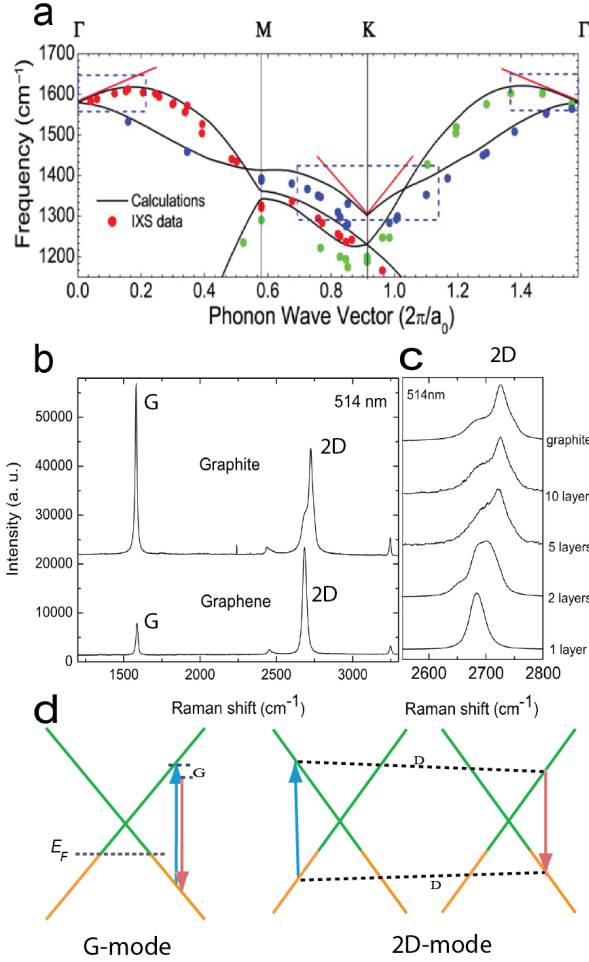 a
Γ M K Γ
1700
1600
1500
1400
1300
1200
Frequency (cm⁻¹)
Calculations
IXS data
0.0 0.2 0.4 0.6 0.8 1.0 1.2 1.4
Phonon Wave Vector (2π/a₀)
b
G
514 nm
2D
Graphite
50000
40000
30000
20000
10000
0
Intensity (a. u.)
G
Graphene
2D
1500 2000 2500 3000
Raman shift (cm⁻¹)
c
2D
514nm
graphite
10 layers
5 layers
2 layers
1 layer
2600 2700 2800
Raman shift (cm⁻¹)
d
G
E_F
G-mode
D
D
2D-mode